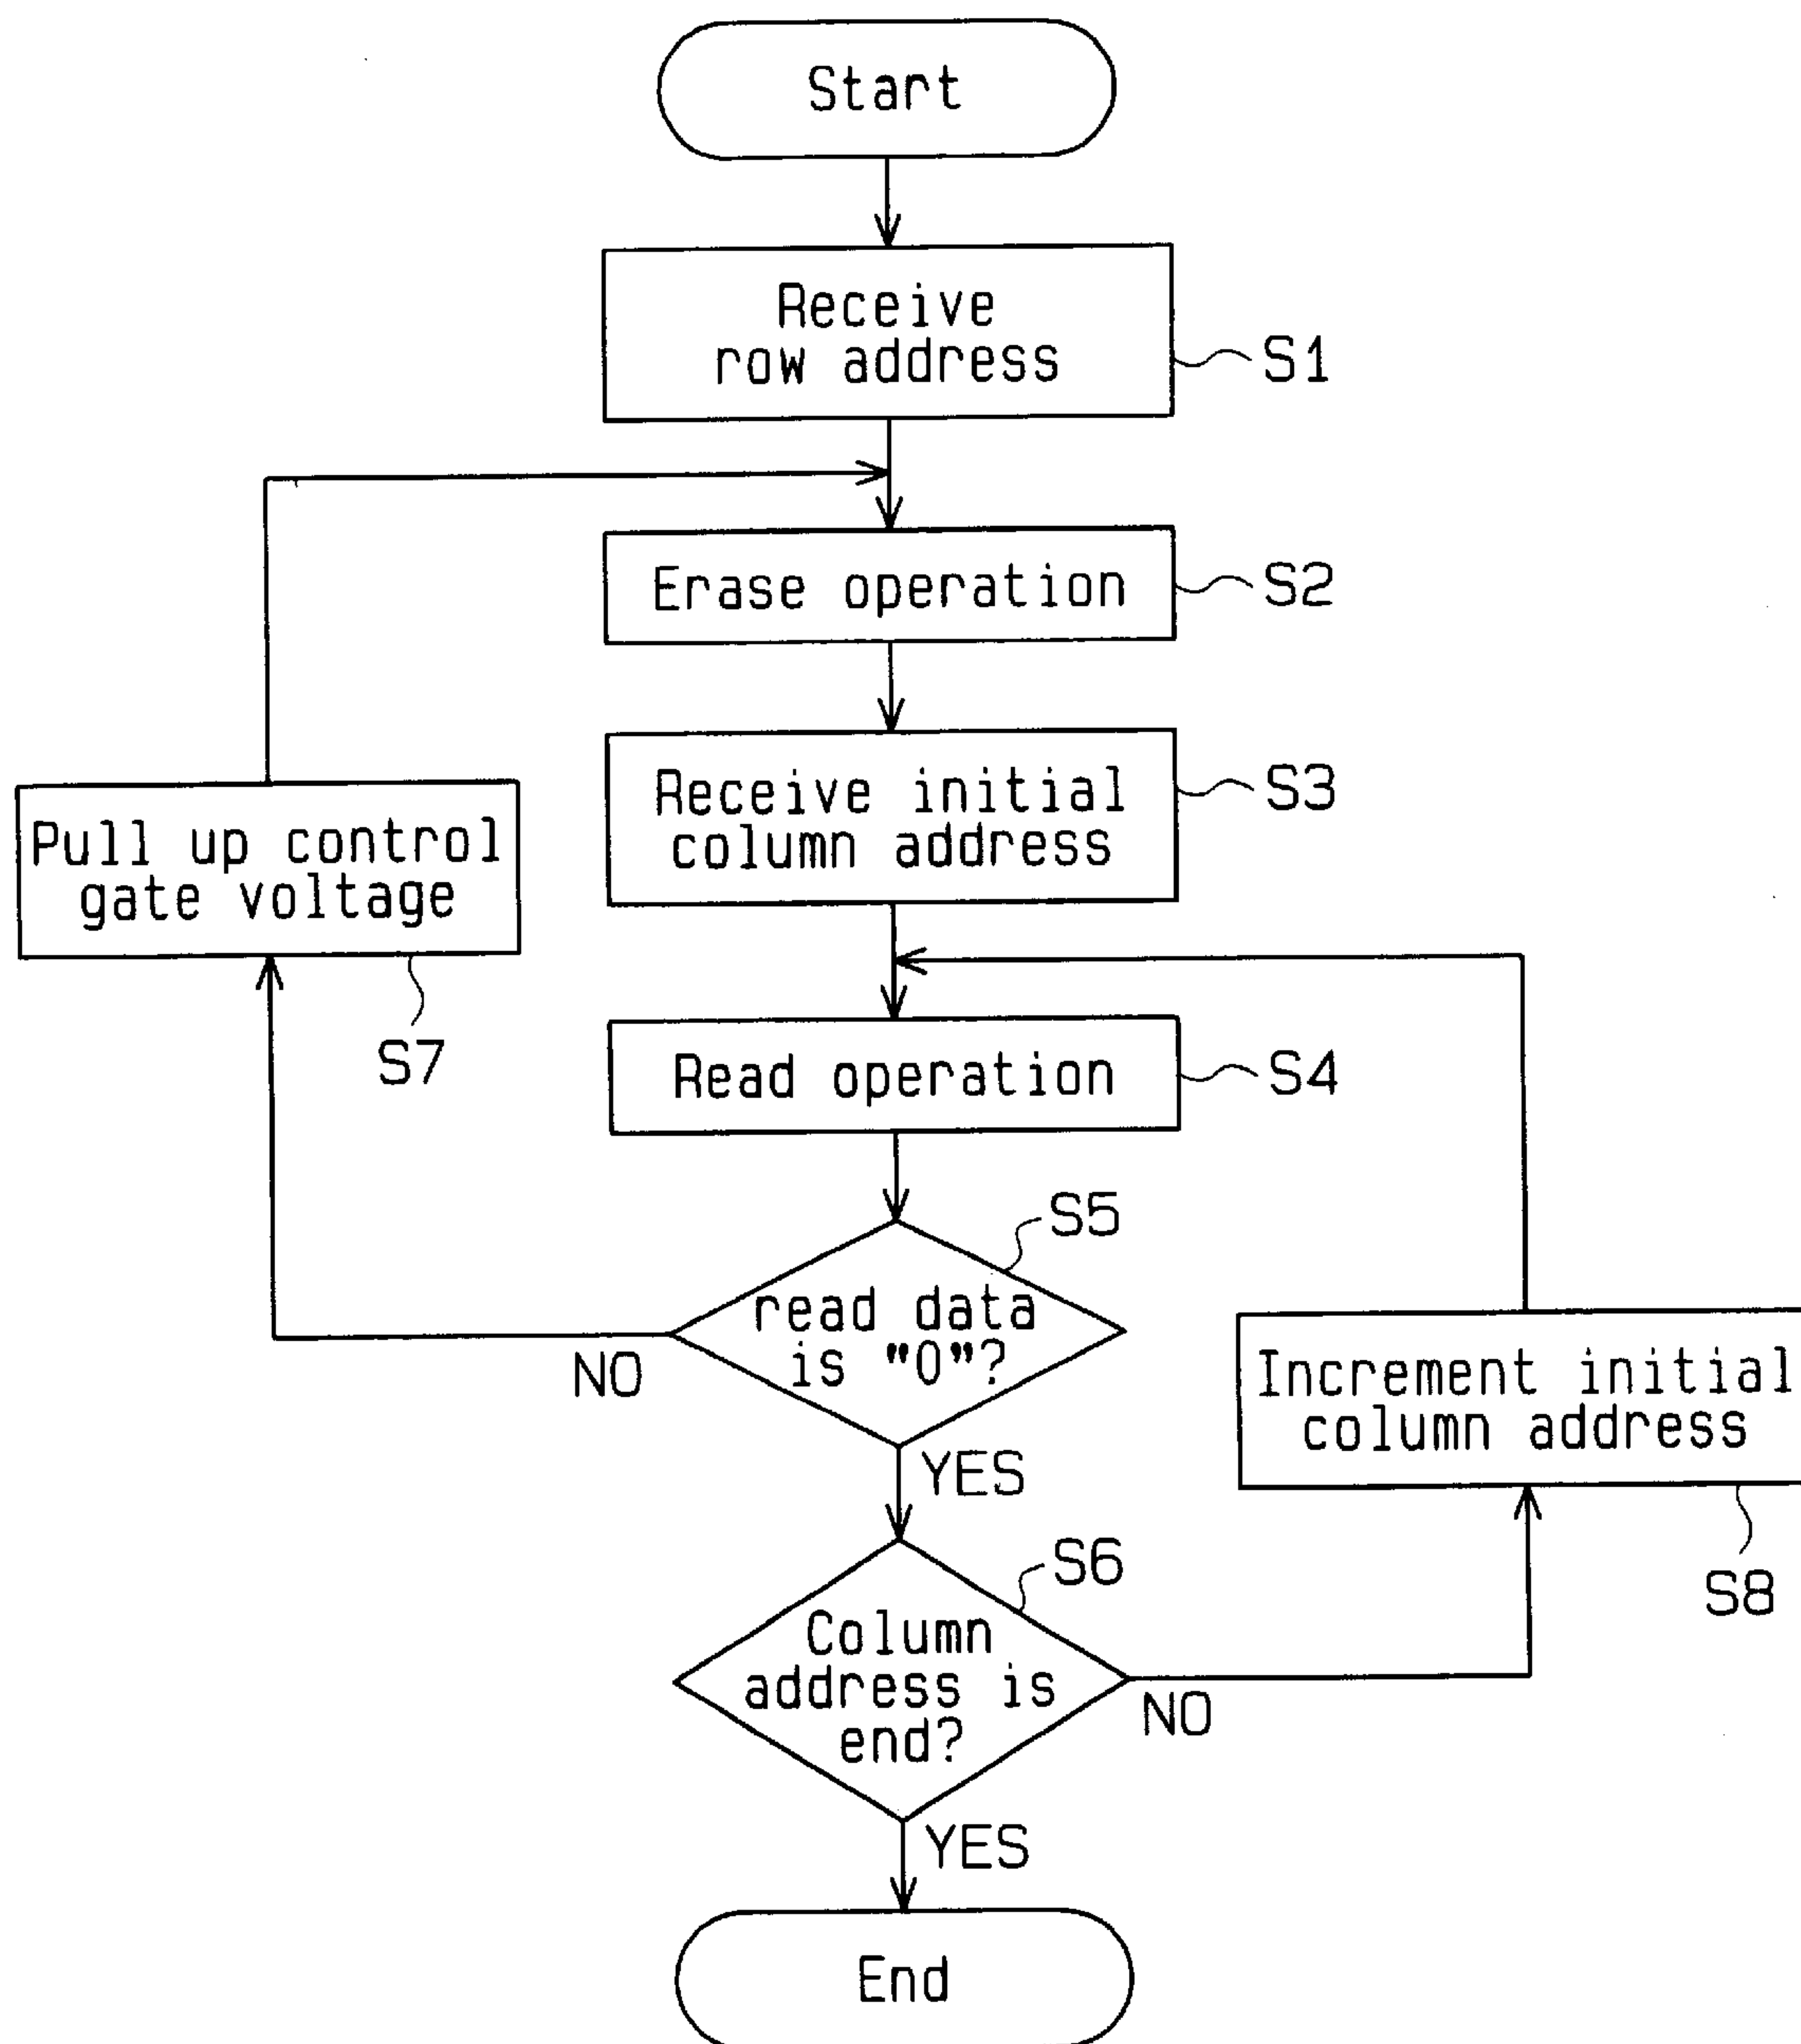 Start
Receive
row address
S1
Erase operation
S2
Receive initial
column address
S3
Pull up control
gate voltage
S7
Read operation
S4
S5
read data
is "0"?
NO
YES
Increment initial
column address
S8
S6
Column
address is
end?
NO
YES
End